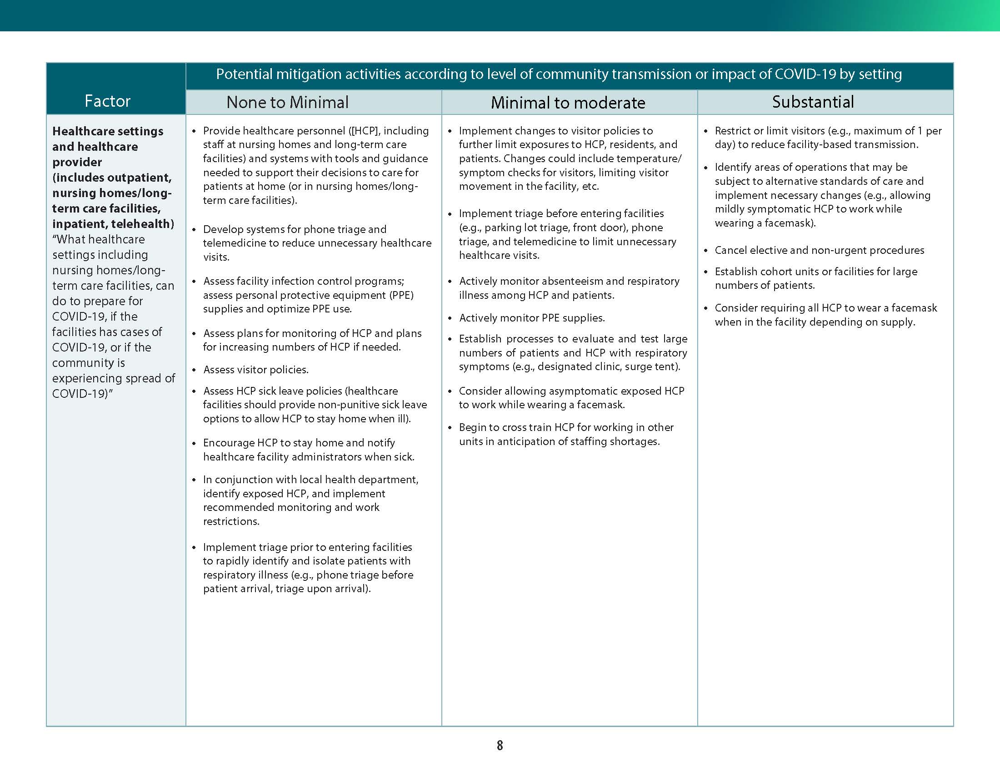 Potential mitigation activities according to level of community transmission or impact of COVID-19 by setting
Factor
None to Minimal
Minimal to moderate
Substantial
Healthcare settings
and healthcare
provider
(includes outpatient,
nursing homes/long-
term care facilities,
inpatient, telehealth)
“What healthcare
settings including
nursing homes/long-
term care facilities, can
do to prepare for
COVID-19, if the
facilities has cases of
COVID-19, or if the
community is
experiencing spread of
COVID-19)”
• Provide healthcare personnel ([HCP], including
staff at nursing homes and long-term care
facilities) and systems with tools and guidance
needed to support their decisions to care for
patients at home (or in nursing homes/long-
term care facilities).
• Develop systems for phone triage and
telemedicine to reduce unnecessary healthcare
visits.
• Assess facility infection control programs;
assess personal protective equipment (PPE)
supplies and optimize PPE use.
• Assess plans for monitoring of HCP and plans
for increasing numbers of HCP if needed.
• Assess visitor policies.
• Assess HCP sick leave policies (healthcare
facilities should provide non-punitive sick leave
options to allow HCP to stay home when ill).
• Encourage HCP to stay home and notify
healthcare facility administrators when sick.
• In conjunction with local health department,
identify exposed HCP, and implement
recommended monitoring and work
restrictions.
• Implement triage prior to entering facilities
to rapidly identify and isolate patients with
respiratory illness (e.g., phone triage before
patient arrival, triage upon arrival).
• Implement changes to visitor policies to
further limit exposures to HCP, residents, and
patients. Changes could include temperature/
symptom checks for visitors, limiting visitor
movement in the facility, etc.
• Implement triage before entering facilities
(e.g., parking lot triage, front door), phone
triage, and telemedicine to limit unnecessary
healthcare visits.
• Actively monitor absenteeism and respiratory
illness among HCP and patients.
• Actively monitor PPE supplies.
• Establish processes to evaluate and test large
numbers of patients and HCP with respiratory
symptoms (e.g., designated clinic, surge tent).
• Consider allowing asymptomatic exposed HCP
to work while wearing a facemask.
• Begin to cross train HCP for working in other
units in anticipation of staffing shortages.
• Restrict or limit visitors (e.g., maximum of 1 per
day) to reduce facility-based transmission.
• Identify areas of operations that may be
subject to alternative standards of care and
implement necessary changes (e.g., allowing
mildly symptomatic HCP to work while
wearing a facemask).
• Cancel elective and non-urgent procedures
• Establish cohort units or facilities for large
numbers of patients.
• Consider requiring all HCP to wear a facemask
when in the facility depending on supply.
8